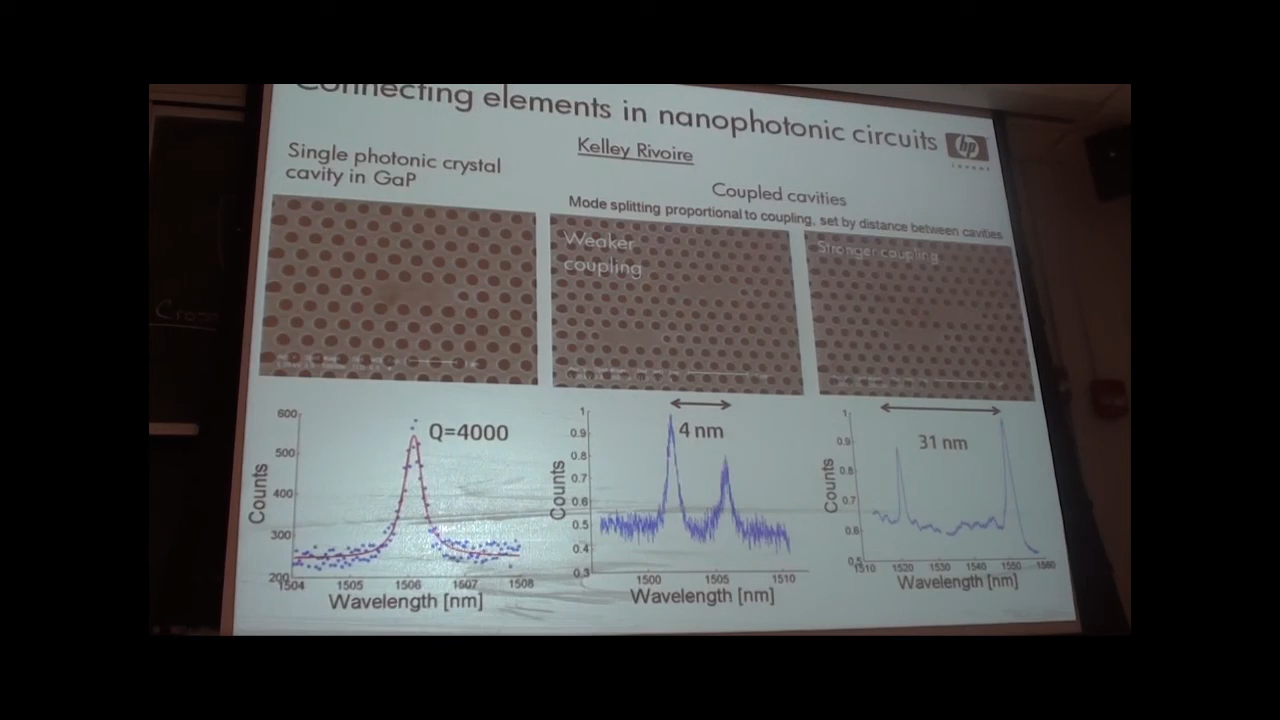 Connecting elements in nanophotonic circuits
hp
invent
Kelley Rivoire
Single photonic crystal
cavity in GaP
Coupled cavities
Mode splitting proportional to coupling, set by distance between cavities
Weaker
coupling
Stronger coupling
600
500
400
300
200
Counts
Q=4000
1504
1505
1506
1607
1508
Wavelength [nm]
1
0.9
0.8
0.7
0.6
0.5
0.4
0.3
Counts
4 nm
1500
1505
1510
Wavelength [nm]
1
0.9
0.8
0.7
0.6
0.5
Counts
31 nm
1510
1520
1530
1540
1550
1560
Wavelength [nm]